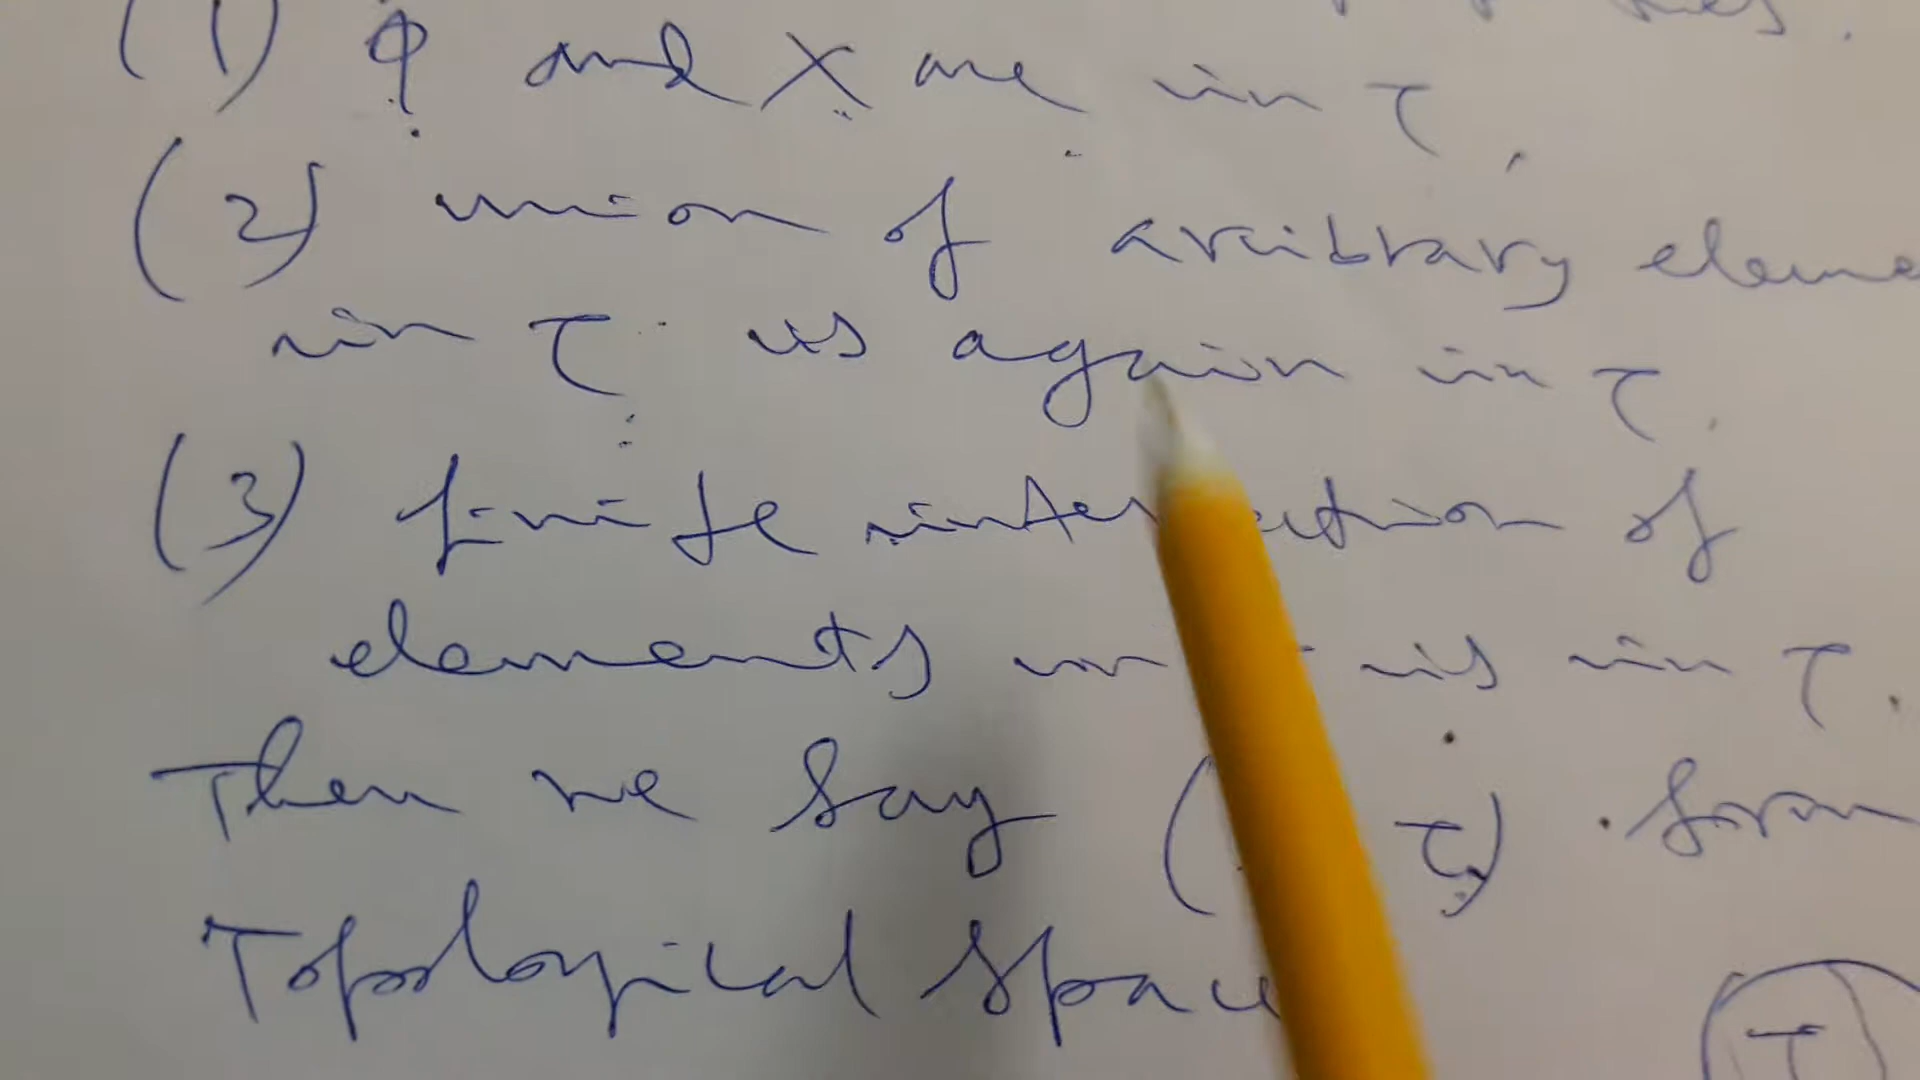 (1) φ and X are in τ,
(2) union of arbitrary eleme
in τ is again in τ.
(3) finite intersection of
elements in is in τ.
Then we say ( τ) form
Topological space
τ